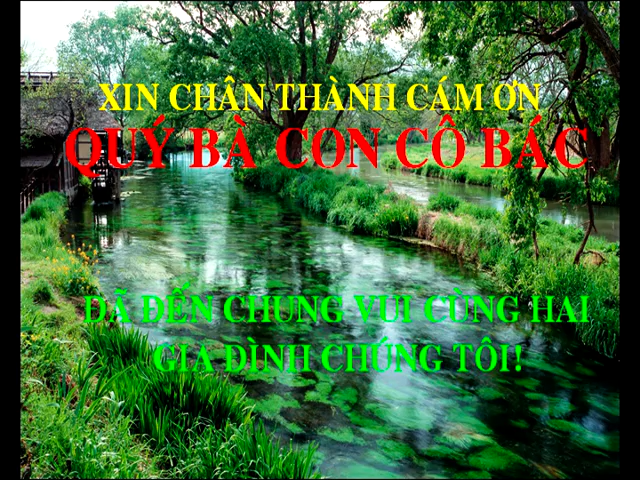 XIN CHÂN THÀNH CÁM ƠN
QUÝ BÀ CON CÔ BÁC
DÃ ĐẾN CHUNG VUI CÙNG HAI
GIA ĐÌNH CHÚNG TÔI!